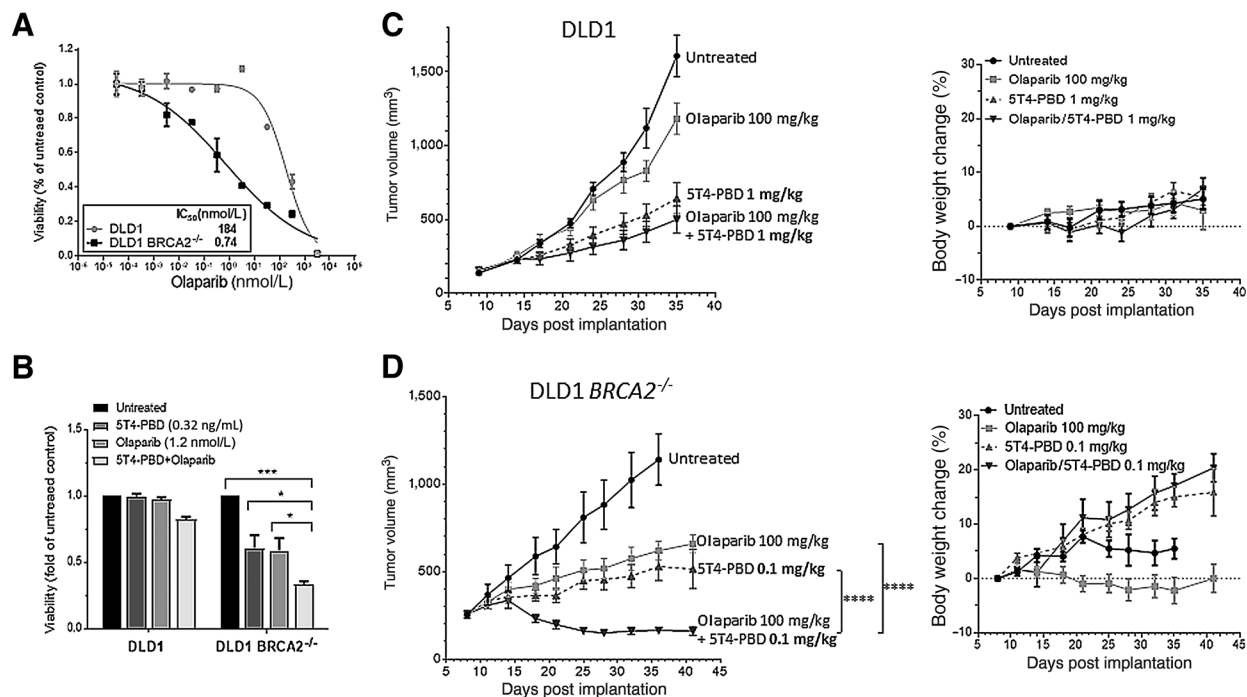 A
Viability (% of untreaed control)
1.2
1.0
0.8
0.6
0.4
0.2
0.0
IC50(nmol/L)
DLD1 184
DLD1 BRCA2-/- 0.74
10-6 10-5 10-4 10-3 10-2 10-1 100 101 102 103 104 105
Olaparib (nmol/L)
B
Untreated
5T4-PBD (0.32 ng/mL)
Olaparib (1.2 nmol/L)
5T4-PBD+Olaparib
Viability (fold of untreaed control)
1.5
1.0
0.5
0.0
***
*
*
DLD1 DLD1 BRCA2-/-
C
DLD1
Tumor volume (mm3)
1,500
1,000
500
0
Untreated
Olaparib 100 mg/kg
5T4-PBD 1 mg/kg
Olaparib 100 mg/kg
+ 5T4-PBD 1 mg/kg
5 10 15 20 25 30 35 40
Days post implantation
Body weight change (%)
30
20
10
0
−10
Untreated
Olaparib 100 mg/kg
5T4-PBD 1 mg/kg
Olaparib/5T4-PBD 1 mg/kg
5 10 15 20 25 30 35 40
Days post implantation
D
DLD1 BRCA2-/-
Tumor volume (mm3)
1,500
1,000
500
0
Untreated
Olaparib 100 mg/kg
5T4-PBD 0.1 mg/kg
Olaparib 100 mg/kg
+ 5T4-PBD 0.1 mg/kg
****
****
5 10 15 20 25 30 35 40 45
Days post implantation
Body weight change (%)
30
20
10
0
−10
Untreated
Olaparib 100 mg/kg
5T4-PBD 0.1 mg/kg
Olaparib/5T4-PBD 0.1 mg/kg
5 10 15 20 25 30 35 40 45
Days post implantation